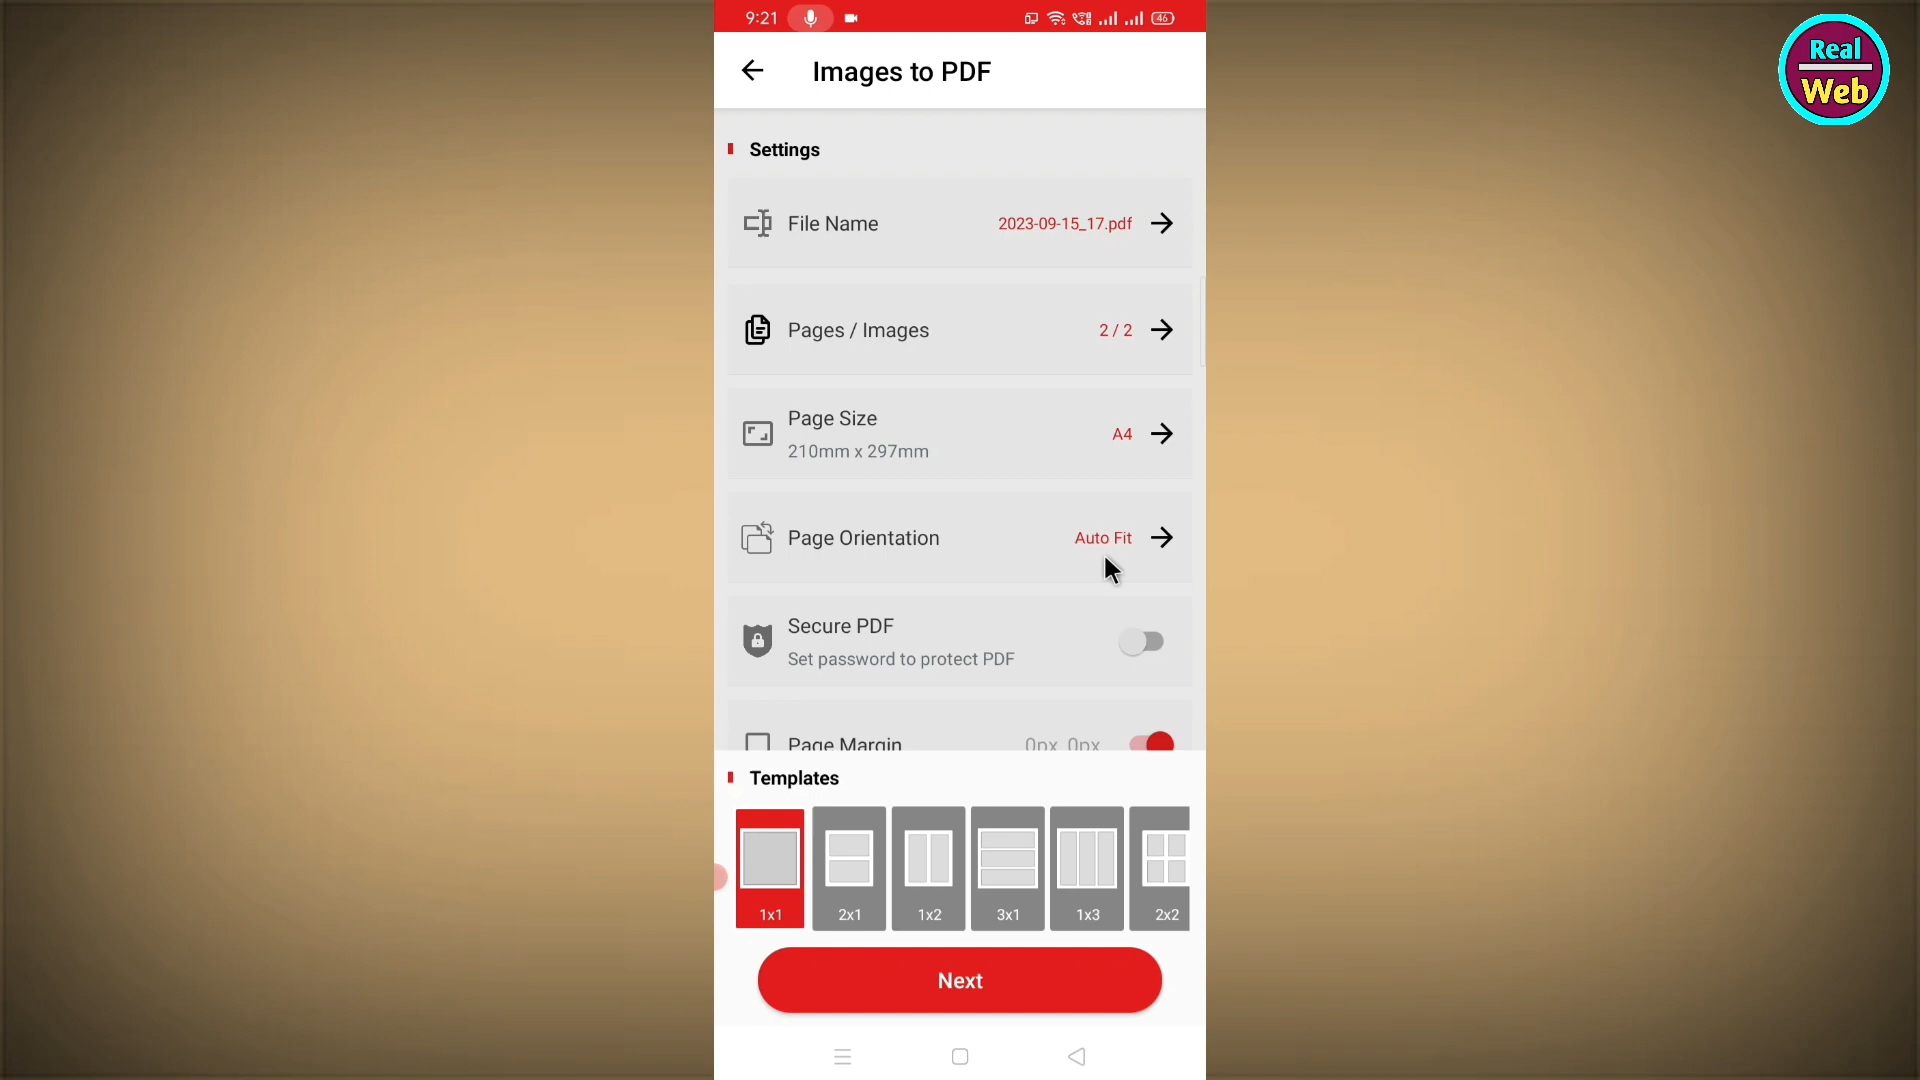 9:21
46
Real
Web
Images to PDF
Settings
File Name 2023-09-15_17.pdf
Pages / Images 2 / 2
Page Size
210mm x 297mm
A4
Page Orientation Auto Fit
Secure PDF
Set password to protect PDF
Page Margin 0px, 0px
Templates
1x1 2x1 1x2 3x1 1x3 2x2
Next